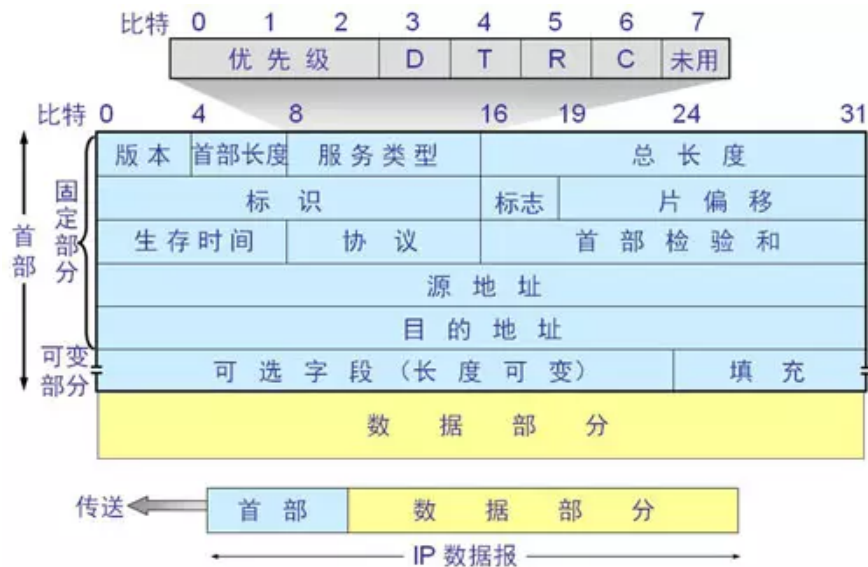 比特 0 1 2 3 4 5 6 7
优先级 D T R C 未用
比特 0 4 8 16 19 24 31
版本 首部长度 服务类型 总长度
标识 标志 片偏移
生存时间 协议 首部检验和
源地址
目的地址
可选字段（长度可变） 填充
首部
固定部分
可变部分
数据部分
传送 首部 数据部分
IP 数据报